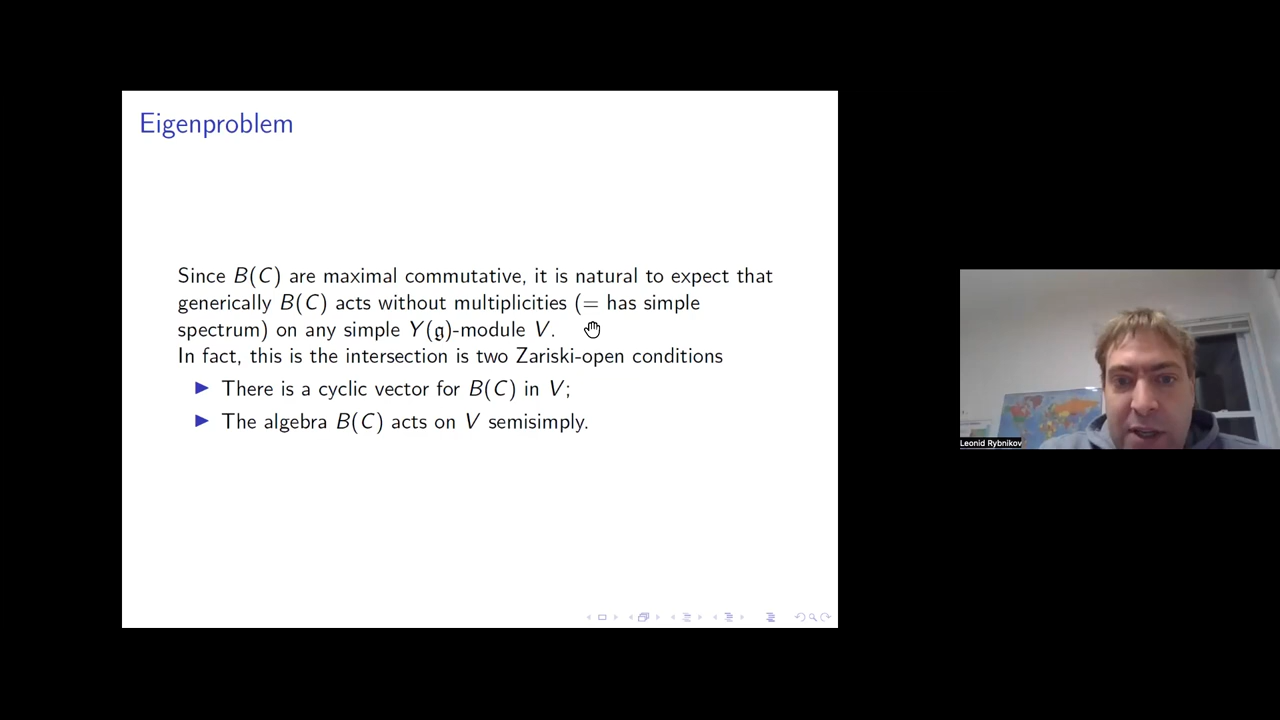 Eigenproblem
Since B(C) are maximal commutative, it is natural to expect that
generically B(C) acts without multiplicities (= has simple
spectrum) on any simple Y(𝔤)-module V.
In fact, this is the intersection is two Zariski-open conditions
▶ There is a cyclic vector for B(C) in V;
▶ The algebra B(C) acts on V semisimply.
Leonid Rybnikov